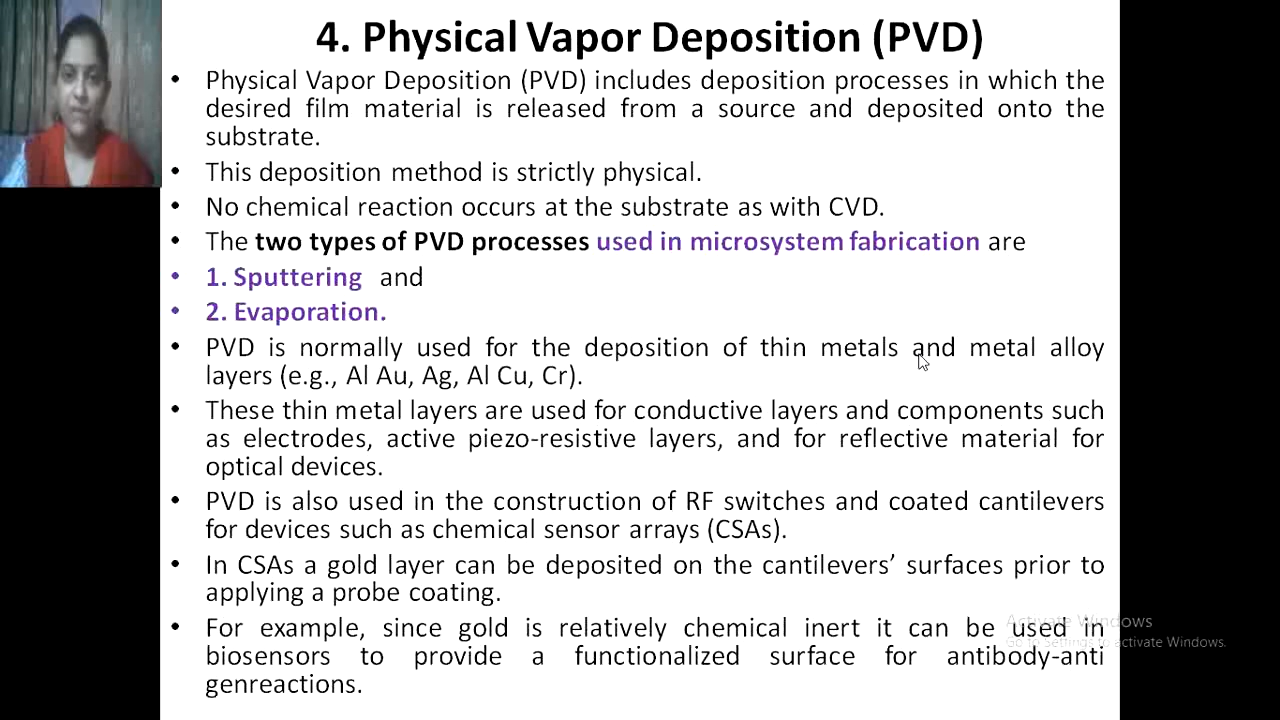 4. Physical Vapor Deposition (PVD)
• Physical Vapor Deposition (PVD) includes deposition processes in which the
desired film material is released from a source and deposited onto the
substrate.
• This deposition method is strictly physical.
• No chemical reaction occurs at the substrate as with CVD.
• The two types of PVD processes used in microsystem fabrication are
• 1. Sputtering and
• 2. Evaporation.
• PVD is normally used for the deposition of thin metals and metal alloy
layers (e.g., Al Au, Ag, Al Cu, Cr).
• These thin metal layers are used for conductive layers and components such
as electrodes, active piezo-resistive layers, and for reflective material for
optical devices.
• PVD is also used in the construction of RF switches and coated cantilevers
for devices such as chemical sensor arrays (CSAs).
• In CSAs a gold layer can be deposited on the cantilevers’ surfaces prior to
applying a probe coating.
• For example, since gold is relatively chemical inert it can be used in
biosensors to provide a functionalized surface for antibody-anti
genreactions.
Activate Windows
Go to Settings to activate Windows.